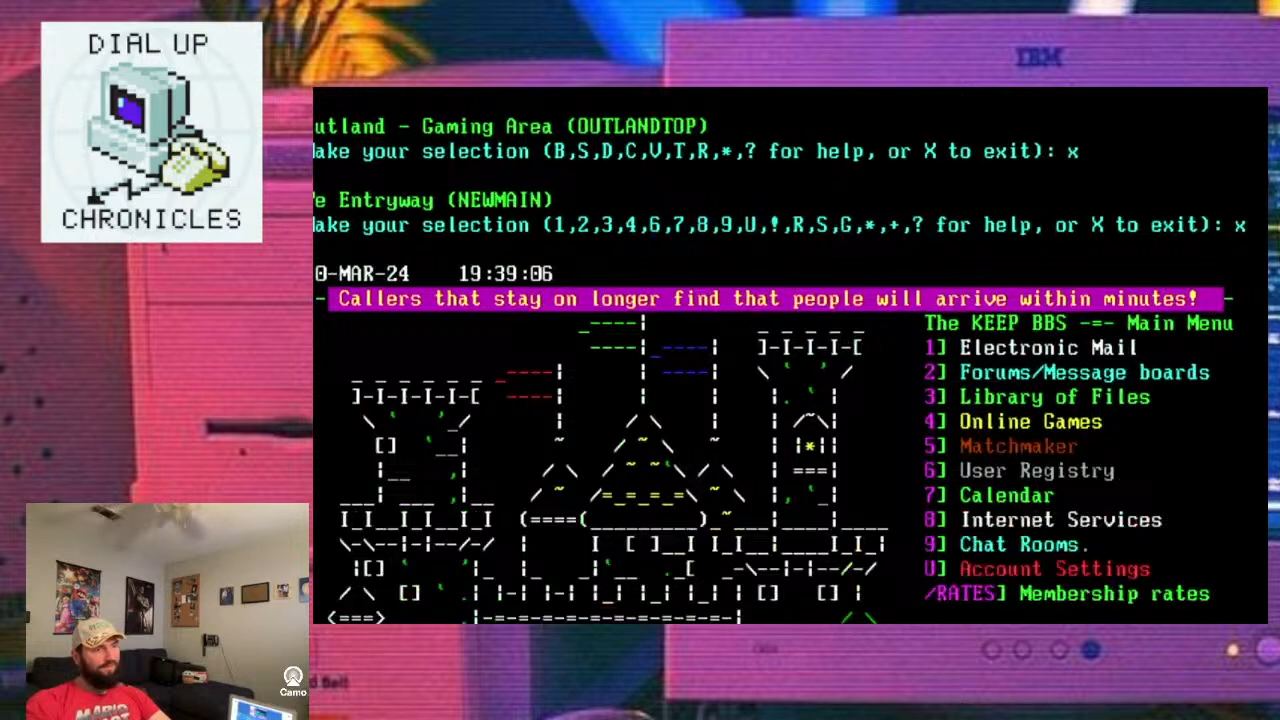 DIAL UP
CHRONICLES
IBM
utland - Gaming Area (OUTLANDTOP)
ake your selection (B,S,D,C,V,T,R,*,? for help, or X to exit): x
e Entryway (NEWMAIN)
ake your selection (1,2,3,4,6,7,8,9,U,!,R,S,G,*,+,? for help, or X to exit): x
0-MAR-24 19:39:06
Callers that stay on longer find that people will arrive within minutes!
The KEEP BBS -=- Main Menu
1] Electronic Mail
2] Forums/Message boards
3] Library of Files
4] Online Games
5] Matchmaker
6] User Registry
7] Calendar
8] Internet Services
9] Chat Rooms.
U] Account Settings
/RATES] Membership rates
Camo
MARIO
Bell